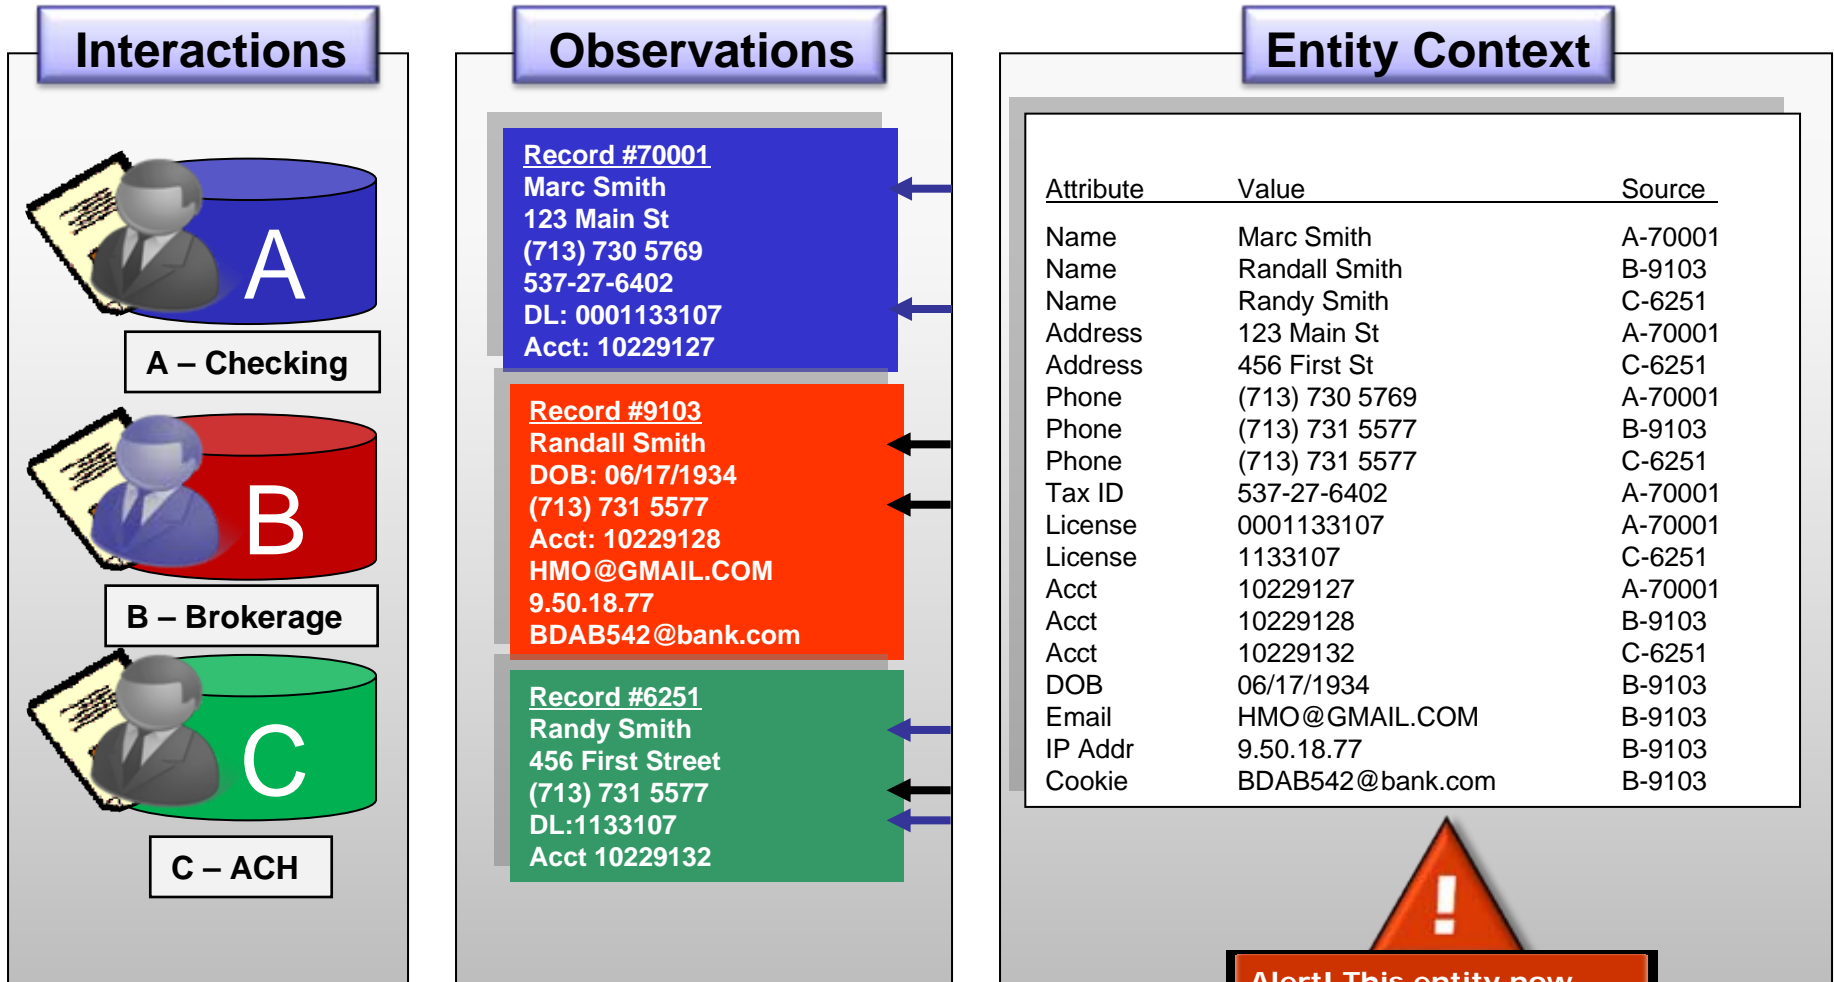 Interactions
A
A – Checking
B
B – Brokerage
C
C – ACH
Observations
Record #70001
Marc Smith
123 Main St
(713) 730 5769
537-27-6402
DL: 0001133107
Acct: 10229127
Record #9103
Randall Smith
DOB: 06/17/1934
(713) 731 5577
Acct: 10229128
HMO@GMAIL.COM
9.50.18.77
BDAB542@bank.com
Record #6251
Randy Smith
456 First Street
(713) 731 5577
DL:1133107
Acct 10229132
Entity Context
Attribute Value Source
Name Marc Smith A-70001
Name Randall Smith B-9103
Name Randy Smith C-6251
Address 123 Main St A-70001
Address 456 First St C-6251
Phone (713) 730 5769 A-70001
Phone (713) 731 5577 B-9103
Phone (713) 731 5577 C-6251
Tax ID 537-27-6402 A-70001
License 0001133107 A-70001
License 1133107 C-6251
Acct 10229127 A-70001
Acct 10229128 B-9103
Acct 10229132 C-6251
DOB 06/17/1934 B-9103
Email HMO@GMAIL.COM B-9103
IP Addr 9.50.18.77 B-9103
Cookie BDAB542@bank.com B-9103
!
Alert! This entity now